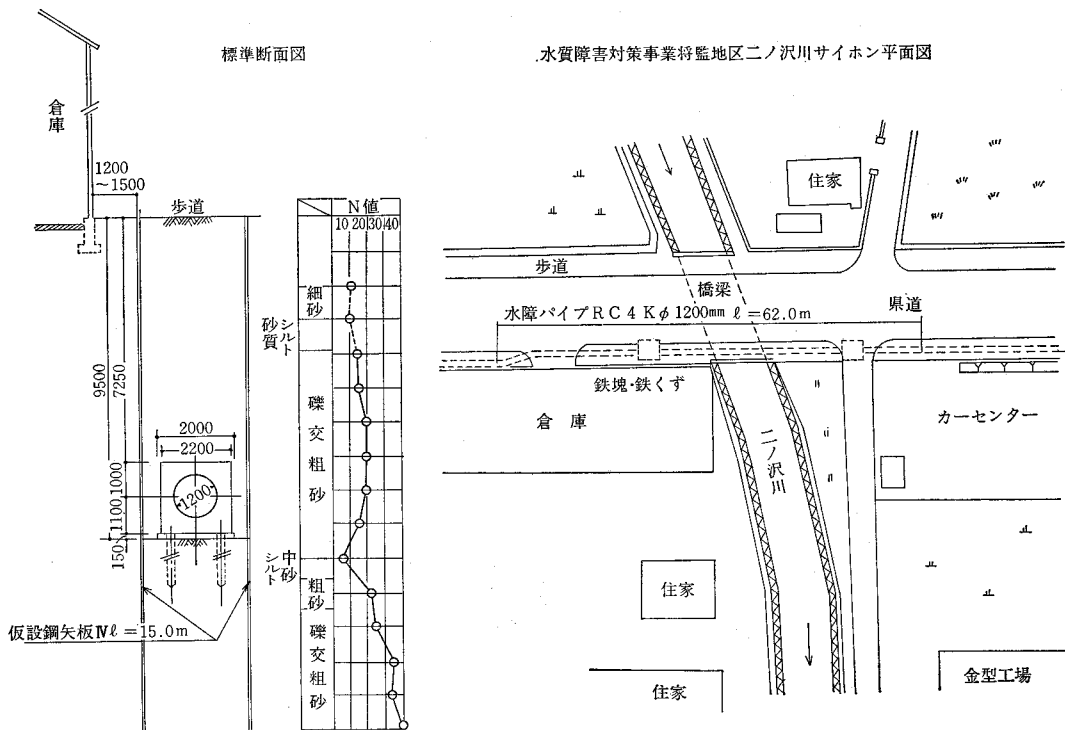 標準断面図
水質障害対策事業将監地区二ノ沢川サイホン平面図
倉庫
1200
～1500
歩道
9500
7250
2000
2200
1000
1100
150
1200
仮設鋼矢板Ⅳℓ＝15.0m
N 値
10 20 30 40
細砂
シルト
砂質
礫交粗砂
中砂
シルト
粗砂
礫交粗砂
住家
歩道
橋梁
県道
水障パイプＲＣ４Ｋφ1200㎜ ℓ＝62.0m
鉄塊・鉄くず
倉庫
二ノ沢川
カーセンター
住家
住家
金型工場